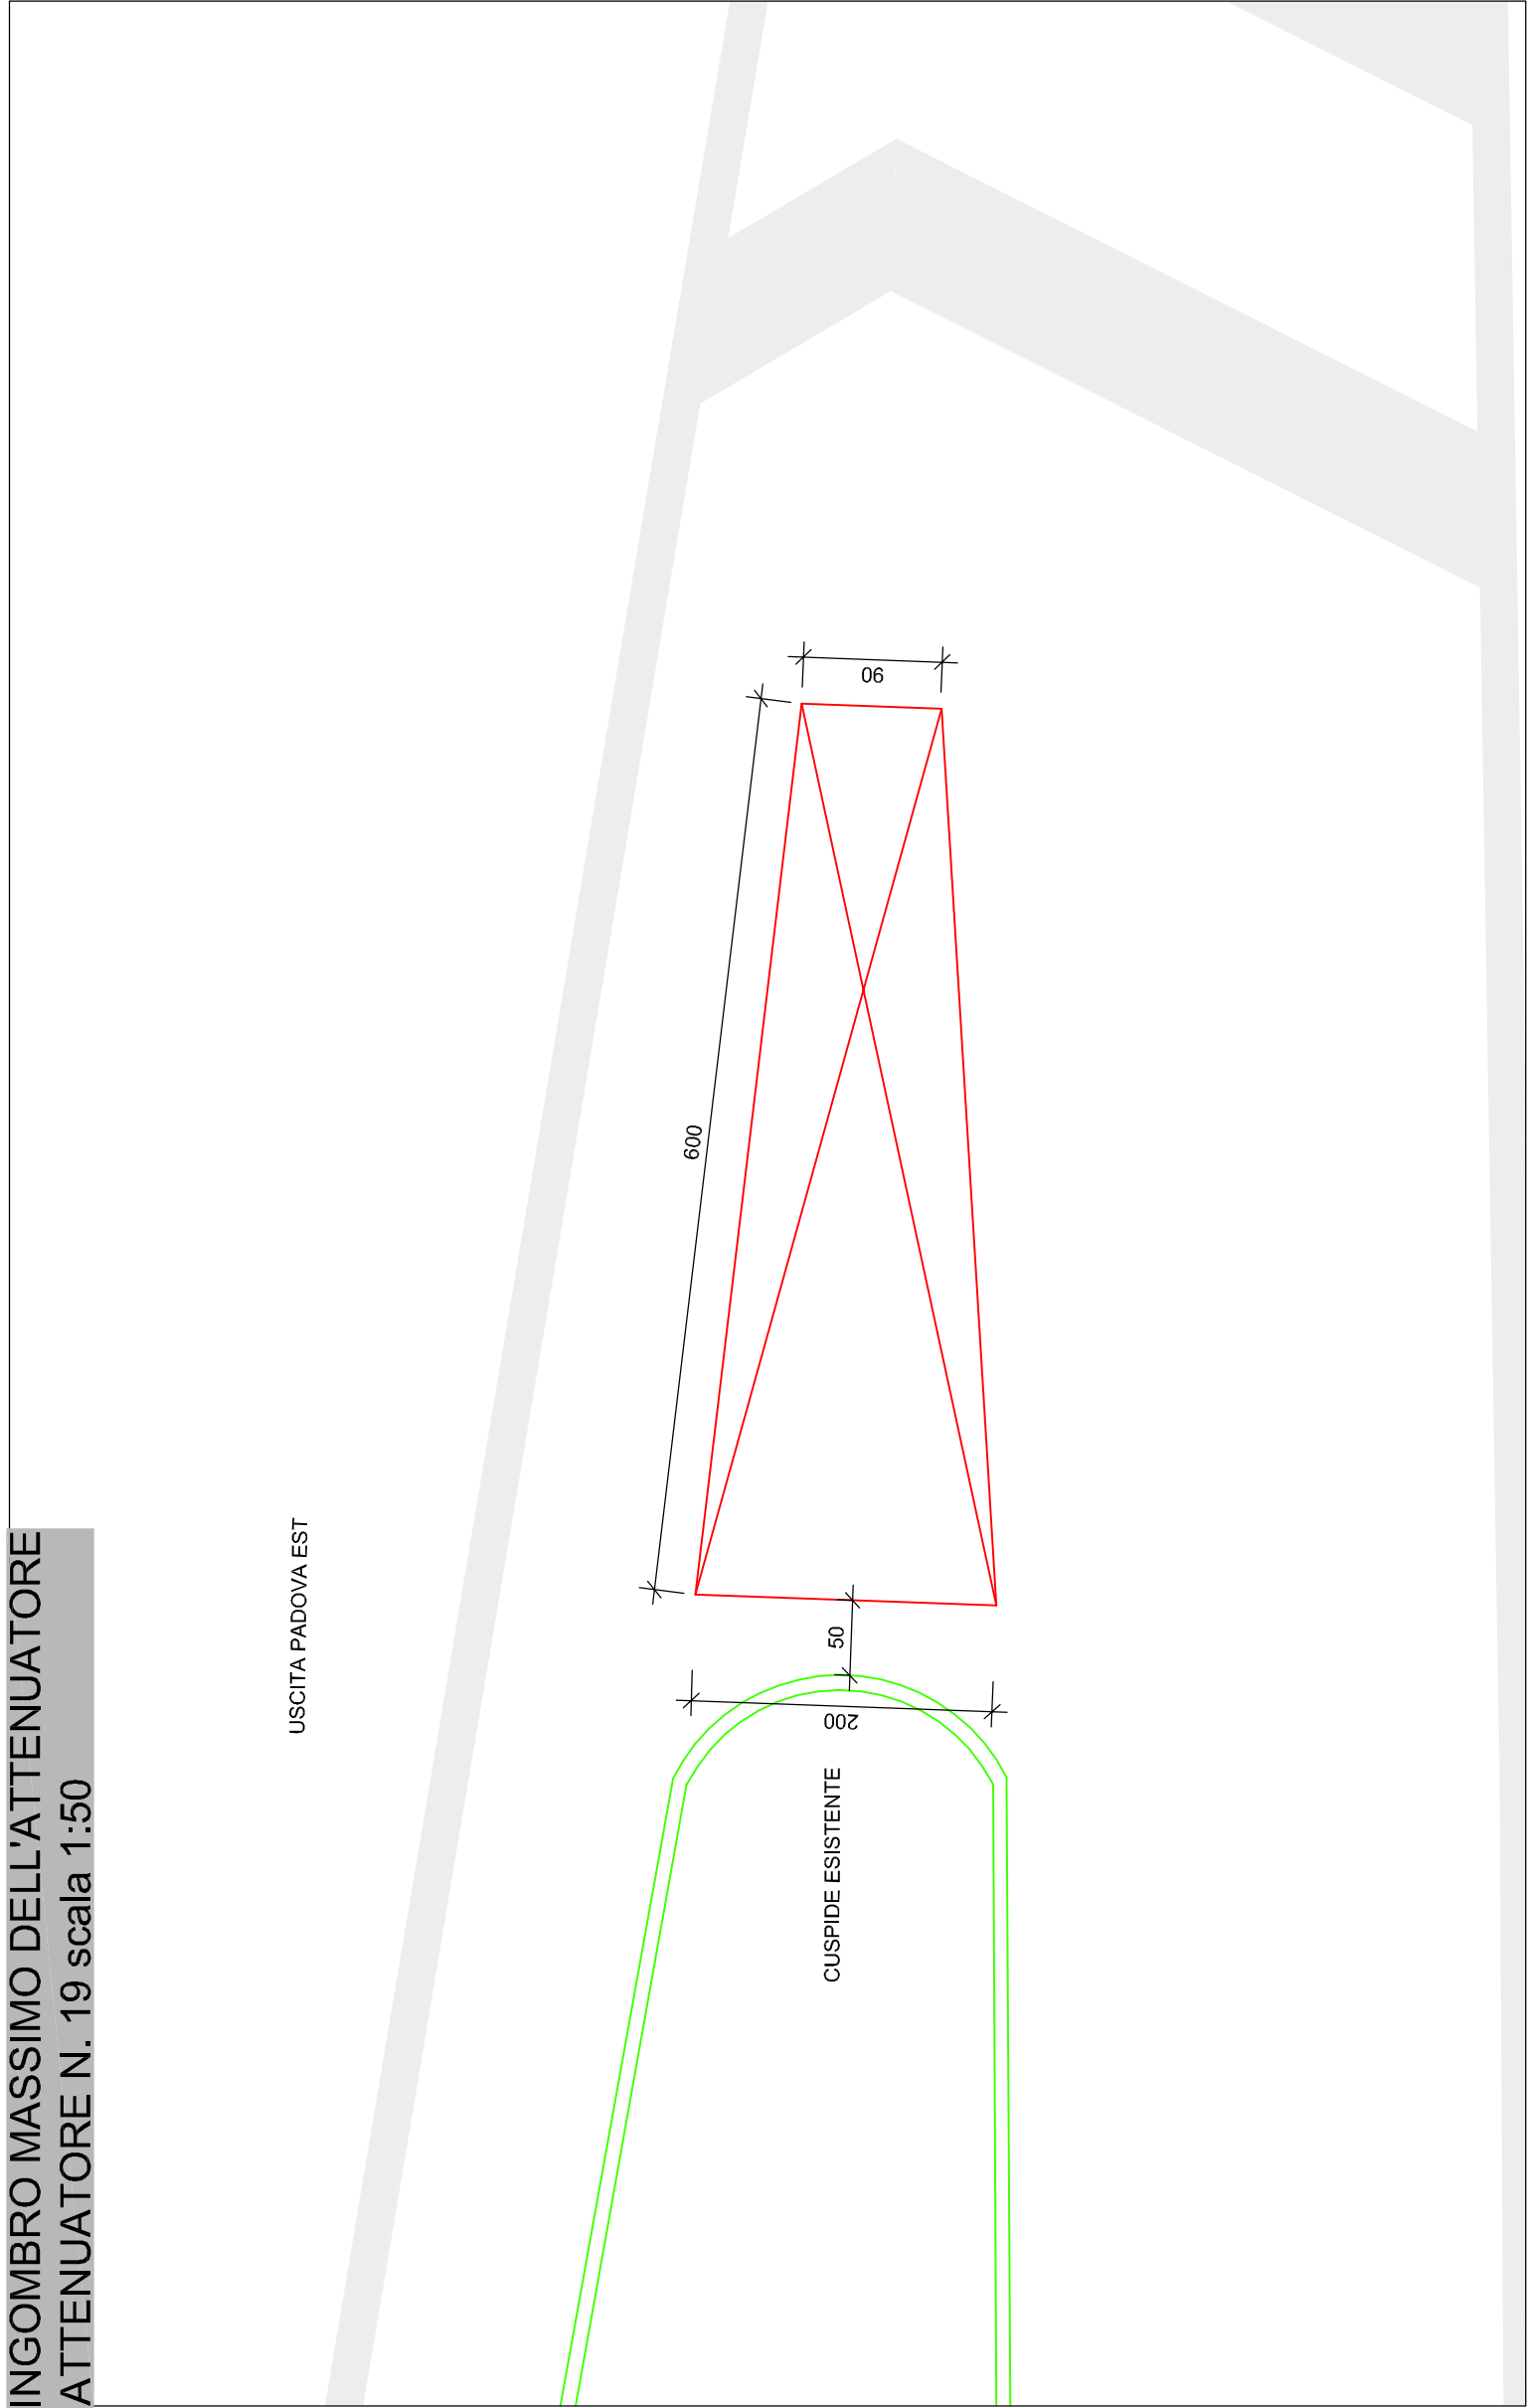 INGOMBRO MASSIMO DELL'ATTENUATORE
ATTENUATORE N. 19 scala 1:50
USCITA PADOVA EST
600
90
50
200
CUSPIDE ESISTENTE